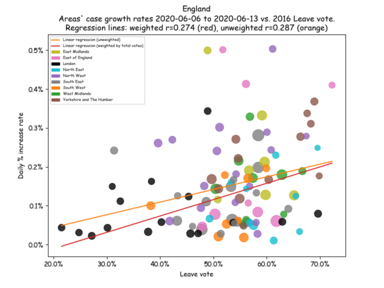 England
Areas' case growth rates 2020-06-06 to 2020-06-13 vs. 2016 Leave vote.
Regression lines: weighted r=0.274 (red), unweighted r=0.287 (orange)
Linear regression (unweighted)
Linear regression (weighted by total votes)
East Midlands
East of England
London
North East
North West
South East
South West
West Midlands
Yorkshire and The Humber
Daily % increase rate
0.5%
0.4%
0.3%
0.2%
0.1%
0.0%
20.0%
30.0%
40.0%
50.0%
60.0%
70.0%
Leave vote